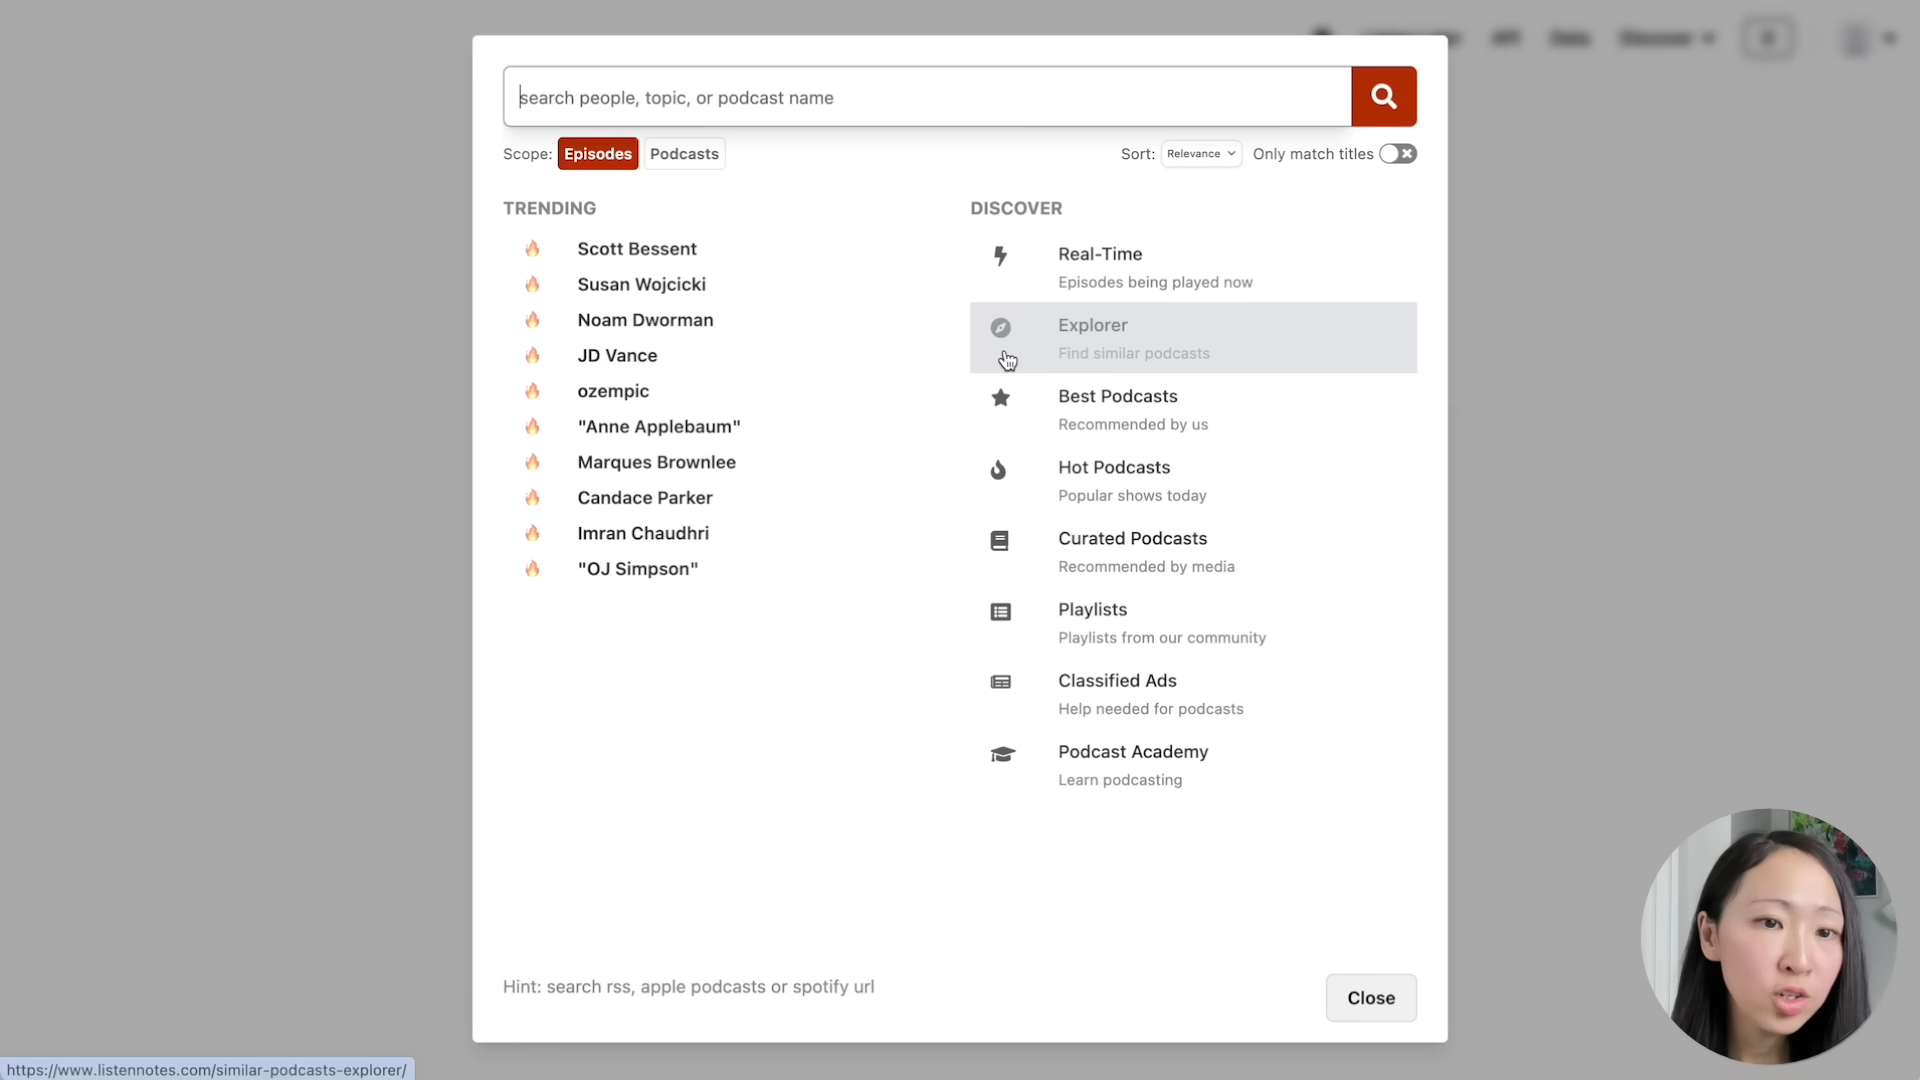 search people, topic, or podcast name
Scope: Episodes Podcasts
Sort: Relevance Only match titles
TRENDING
Scott Bessent
Susan Wojcicki
Noam Dworman
JD Vance
ozempic
"Anne Applebaum"
Marques Brownlee
Candace Parker
Imran Chaudhri
"OJ Simpson"
DISCOVER
Real-Time
Episodes being played now
Explorer
Find similar podcasts
Best Podcasts
Recommended by us
Hot Podcasts
Popular shows today
Curated Podcasts
Recommended by media
Playlists
Playlists from our community
Classified Ads
Help needed for podcasts
Podcast Academy
Learn podcasting
Hint: search rss, apple podcasts or spotify url
Close
https://www.listennotes.com/similar-podcasts-explorer/